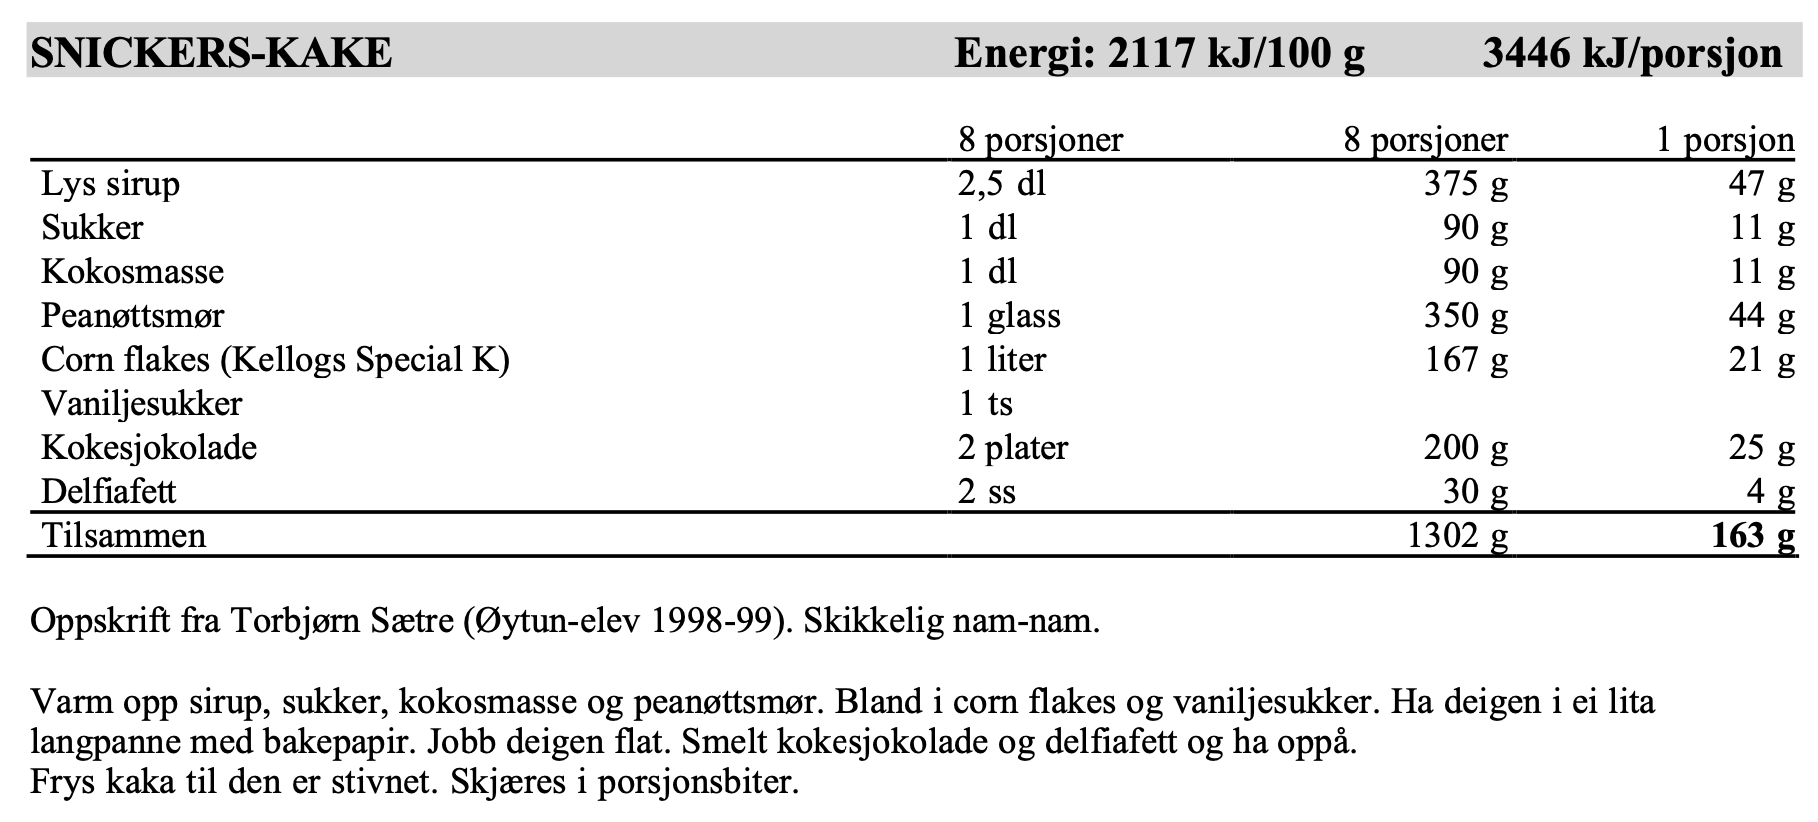 SNICKERS-KAKE Energi: 2117 kJ/100 g 3446 kJ/porsjon
8 porsjoner 8 porsjoner 1 porsjon
Lys sirup 2,5 dl 375 g 47 g
Sukker 1 dl 90 g 11 g
Kokosmasse 1 dl 90 g 11 g
Peanøttsmør 1 glass 350 g 44 g
Corn flakes (Kellogs Special K) 1 liter 167 g 21 g
Vaniljesukker 1 ts
Kokesjokolade 2 plater 200 g 25 g
Delfiafett 2 ss 30 g 4 g
Tilsammen 1302 g 163 g
Oppskrift fra Torbjørn Sætre (Øytun-elev 1998-99). Skikkelig nam-nam.
Varm opp sirup, sukker, kokosmasse og peanøttsmør. Bland i corn flakes og vaniljesukker. Ha deigen i ei lita
langpanne med bakepapir. Jobb deigen flat. Smelt kokesjokolade og delfiafett og ha oppå.
Frys kaka til den er stivnet. Skjæres i porsjonsbiter.